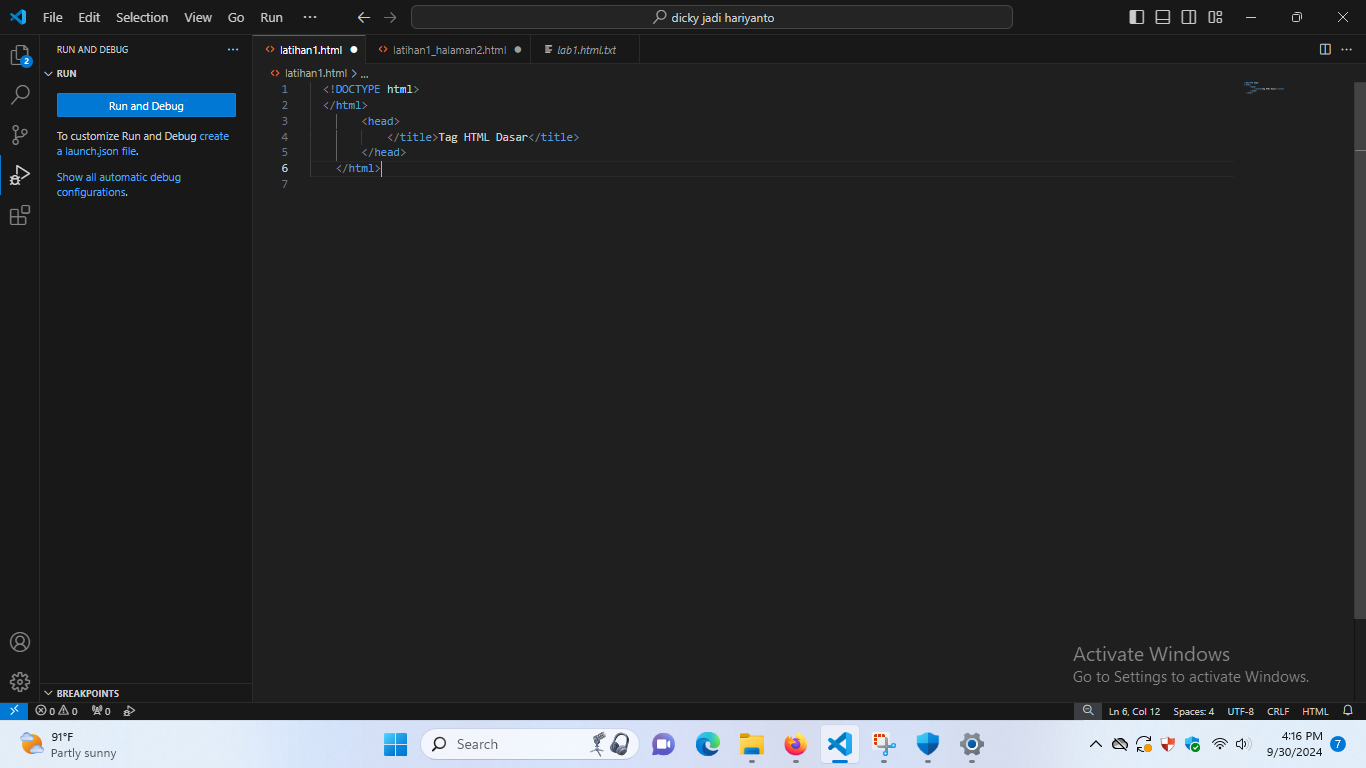 File Edit Selection View Go Run ··· dicky jadi hariyanto
RUN AND DEBUG ···
RUN
Run and Debug
To customize Run and Debug create
a launch.json file.
Show all automatic debug
configurations.
BREAKPOINTS
2
latihan1.html latihan1_halaman2.html lab1.html.txt
latihan1.html > ...
1 <!DOCTYPE html>
2 </html>
3 <head>
4 </title>Tag HTML Dasar</title>
5 </head>
6 </html>
7
Activate Windows
Go to Settings to activate Windows.
0 0 0 Ln 6, Col 12 Spaces: 4 UTF-8 CRLF HTML
91°F
Partly sunny
Search
4:16 PM
9/30/2024
7